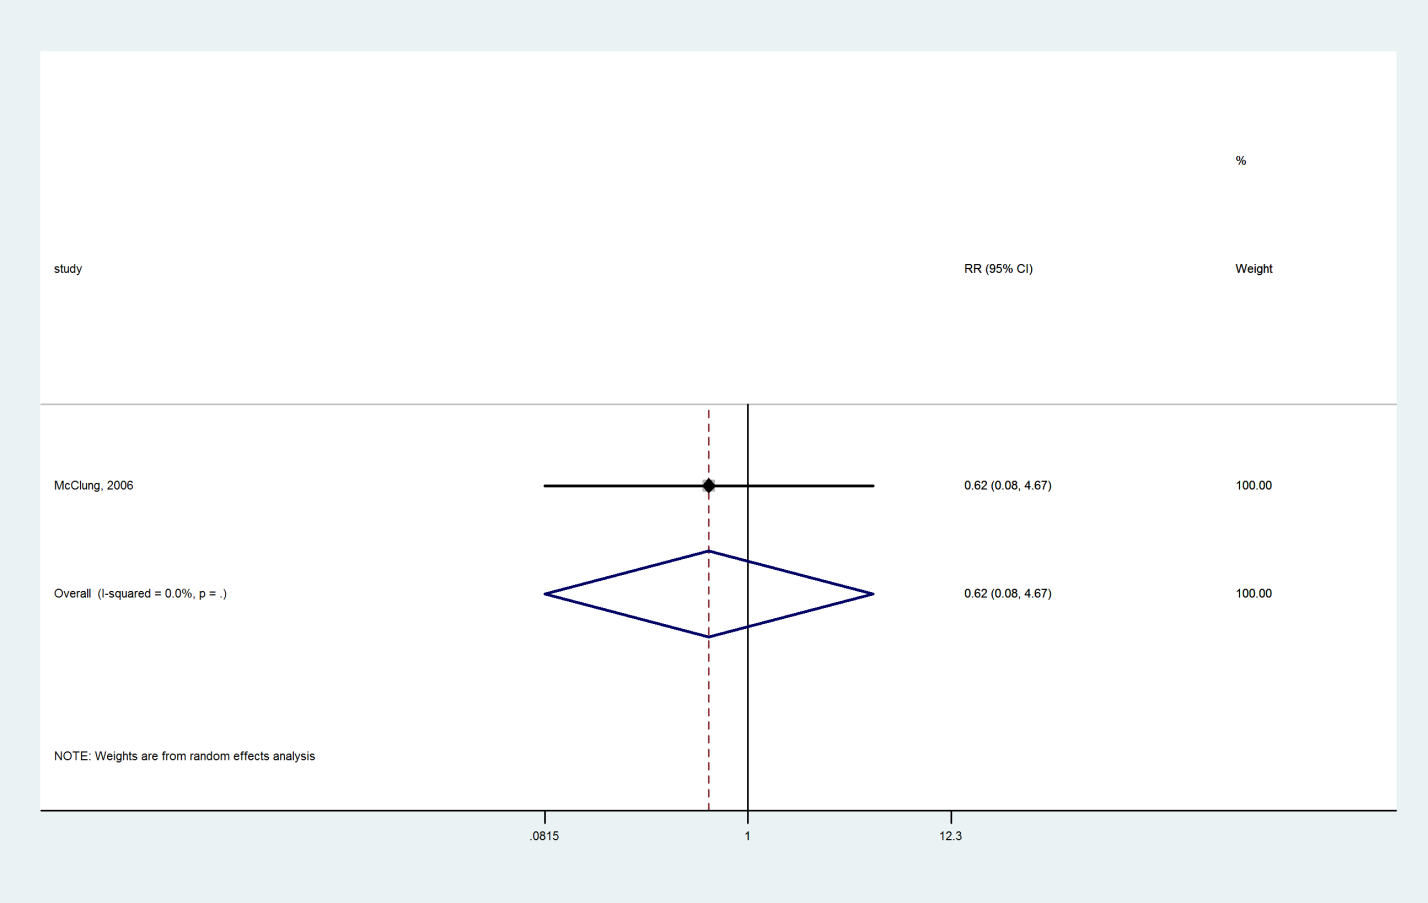 %
study RR (95% CI) Weight
McClung, 2006 0.62 (0.08, 4.67) 100.00
Overall  (I-squared = 0.0%, p = .) 0.62 (0.08, 4.67) 100.00
NOTE: Weights are from random effects analysis
.0815 1 12.3